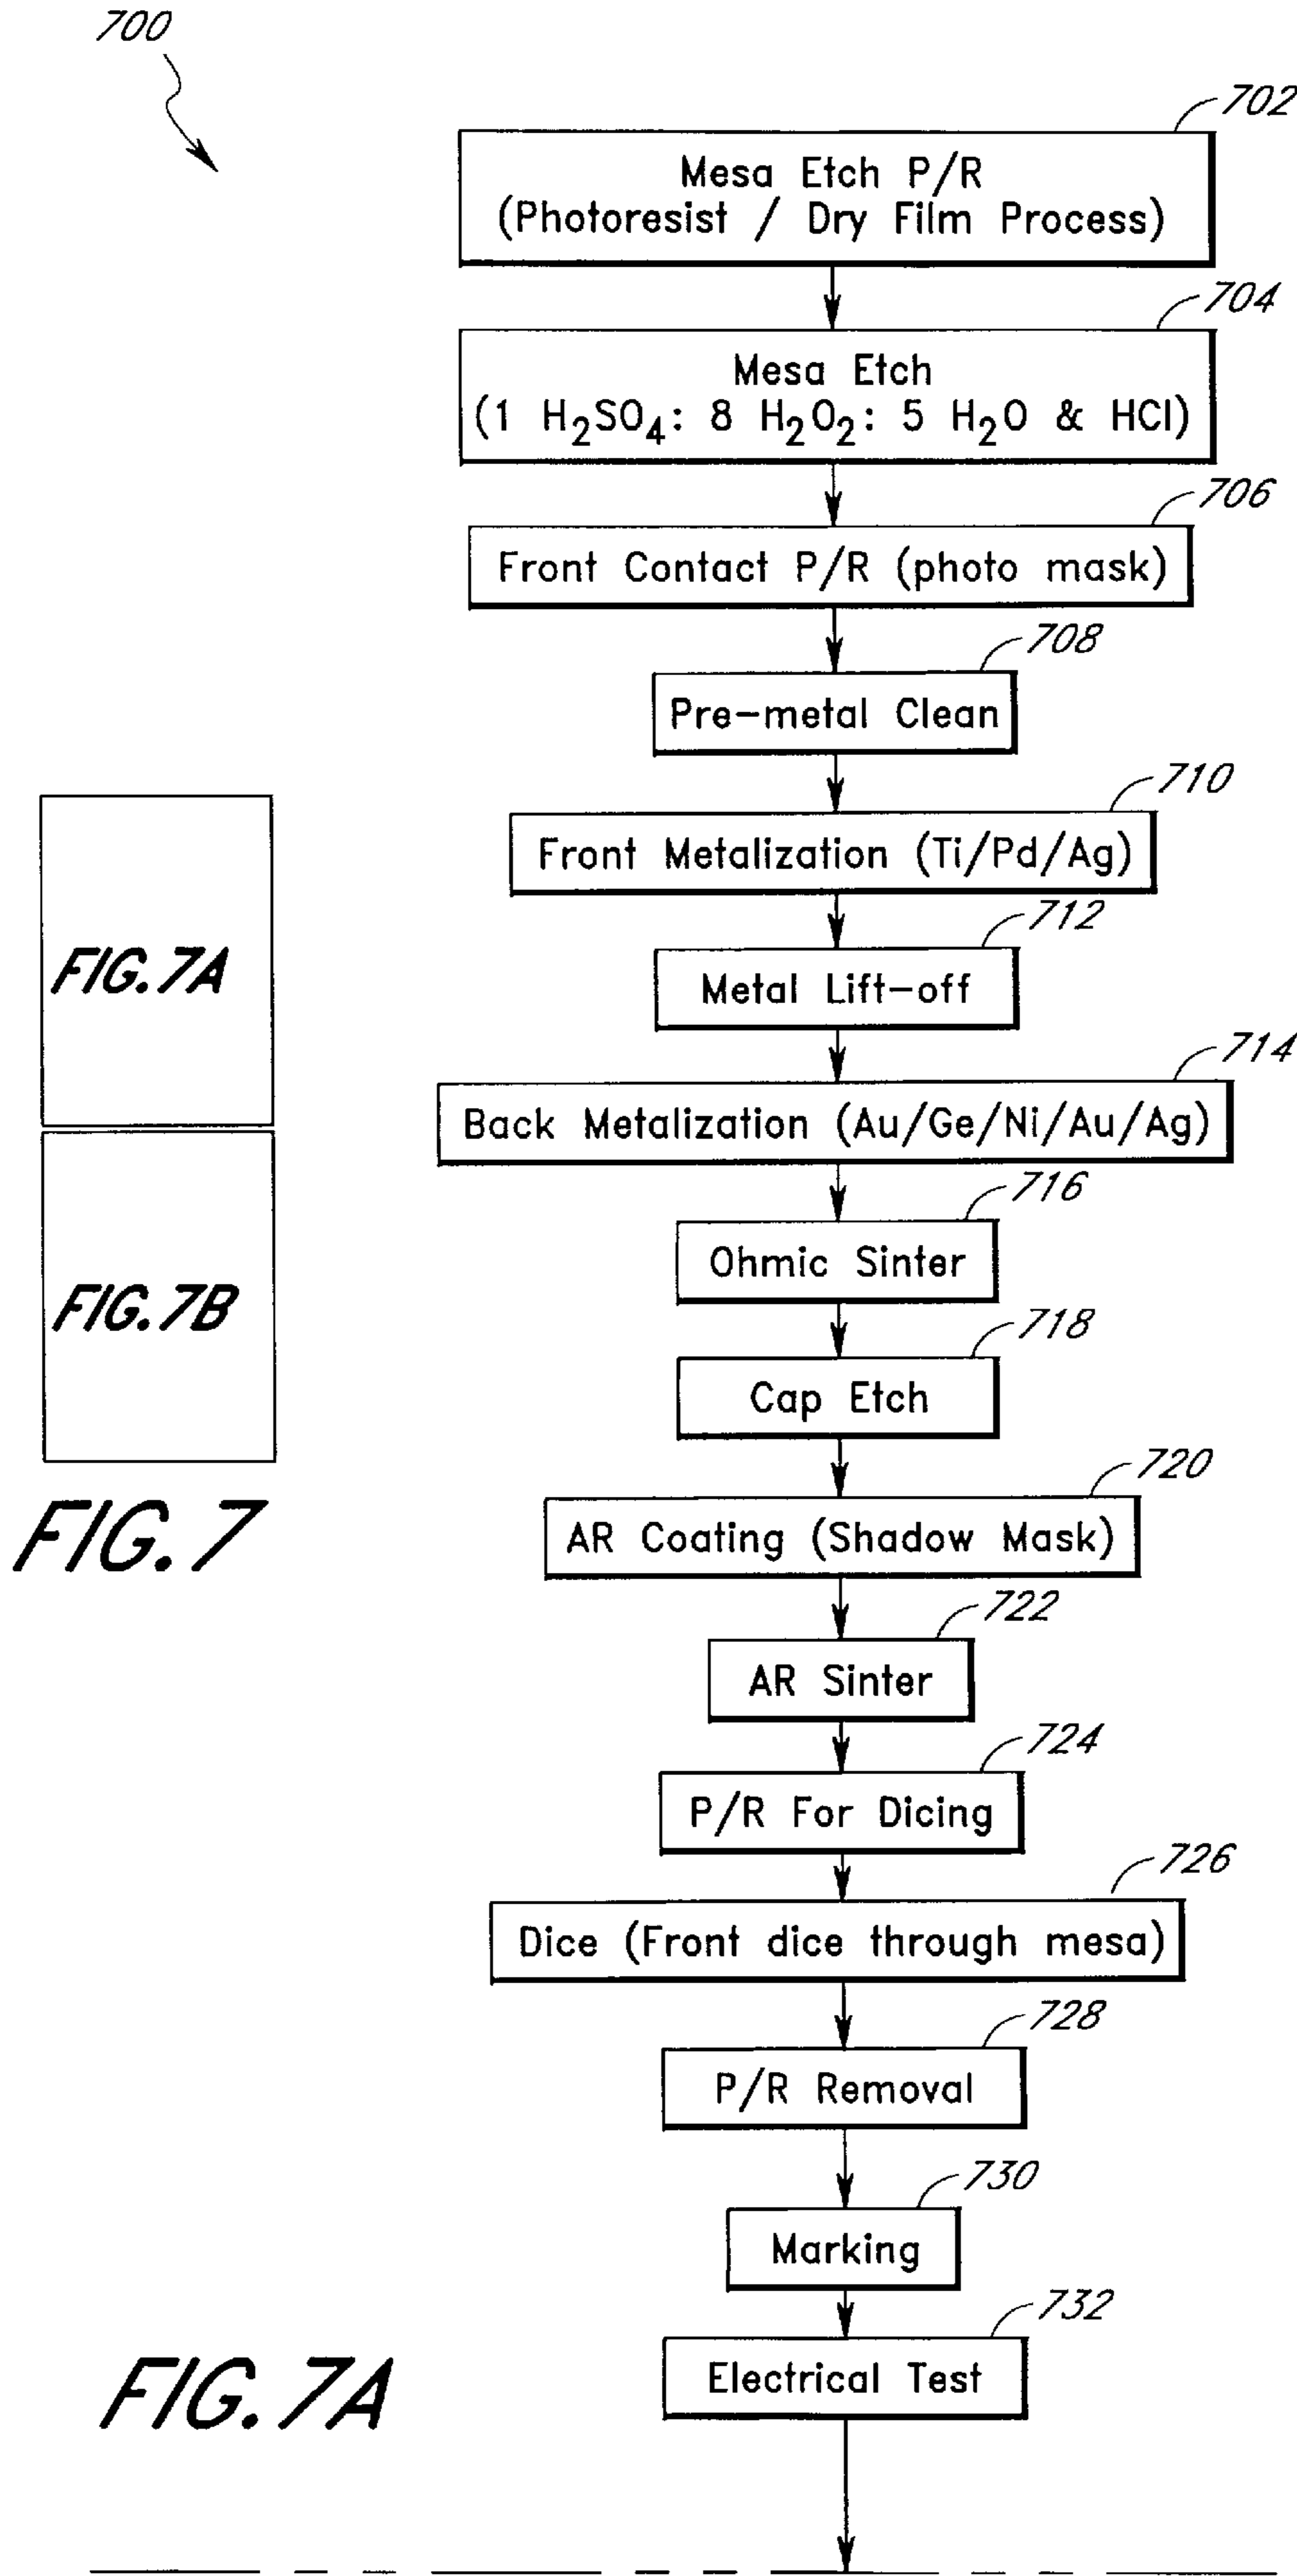 700
702
Mesa Etch P/R
(Photoresist / Dry Film Process)
704
Mesa Etch
(1 H₂SO₄: 8 H₂O₂: 5 H₂O & HCl)
706
Front Contact P/R (photo mask)
708
Pre-metal Clean
710
Front Metalization (Ti/Pd/Ag)
712
Metal Lift-off
714
Back Metalization (Au/Ge/Ni/Au/Ag)
716
Ohmic Sinter
718
Cap Etch
720
AR Coating (Shadow Mask)
722
AR Sinter
724
P/R For Dicing
726
Dice (Front dice through mesa)
728
P/R Removal
730
Marking
732
Electrical Test
FIG. 7A
FIG. 7B
FIG. 7
FIG. 7A